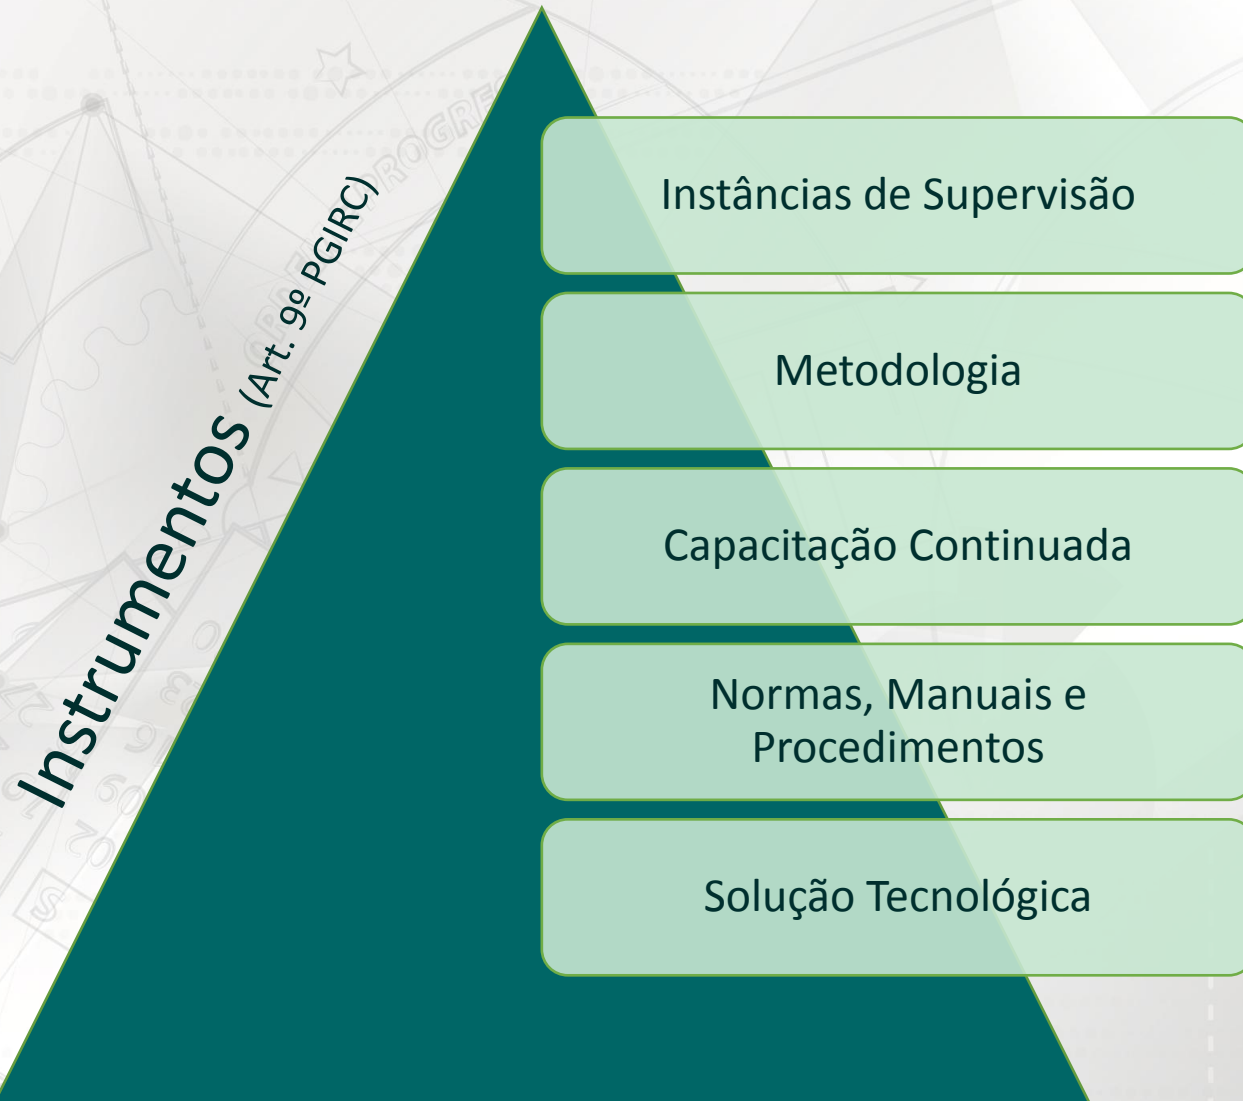 Instrumentos (Art. 9º PGIRC)
Instâncias de Supervisão
Metodologia
Capacitação Continuada
Normas, Manuais e
Procedimentos
Solução Tecnológica